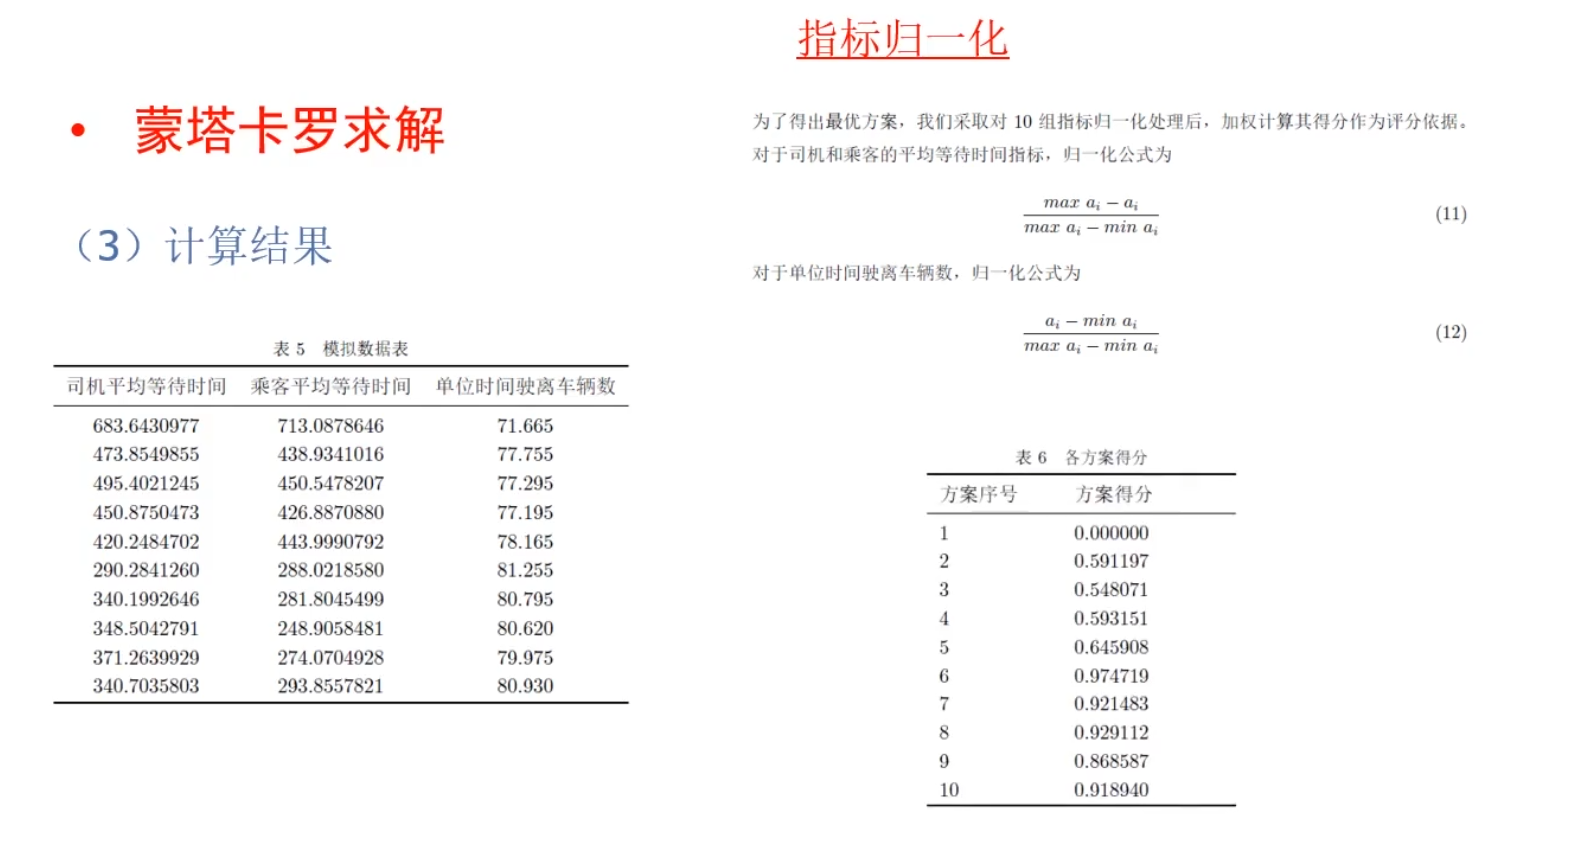 • 蒙塔卡罗求解
（3）计算结果
表 5 模拟数据表
司机平均等待时间 乘客平均等待时间 单位时间驶离车辆数
683.6430977 713.0878646 71.665
473.8549855 438.9341016 77.755
495.4021245 450.5478207 77.295
450.8750473 426.8870880 77.195
420.2484702 443.9990792 78.165
290.2841260 288.0218580 81.255
340.1992646 281.8045499 80.795
348.5042791 248.9058481 80.620
371.2639929 274.0704928 79.975
340.7035803 293.8557821 80.930
指标归一化
为了得出最优方案，我们采取对 10 组指标归一化处理后，加权计算其得分作为评分依据。
对于司机和乘客的平均等待时间指标，归一化公式为
max aᵢ − aᵢ
max aᵢ − min aᵢ
(11)
对于单位时间驶离车辆数，归一化公式为
aᵢ − min aᵢ
max aᵢ − min aᵢ
(12)
表 6 各方案得分
方案序号 方案得分
1 0.000000
2 0.591197
3 0.548071
4 0.593151
5 0.645908
6 0.974719
7 0.921483
8 0.929112
9 0.868587
10 0.918940